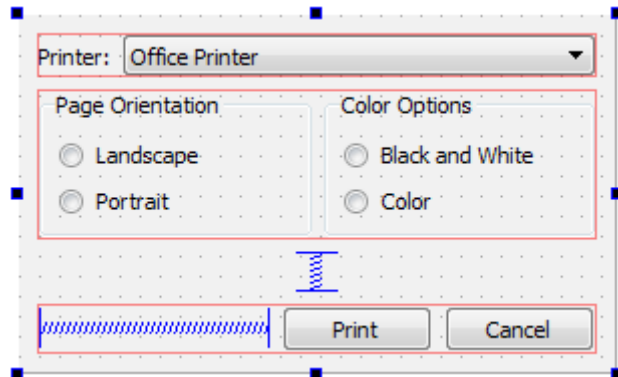 Printer: Office Printer
Page Orientation Color Options
Landscape Black and White
Portrait Color
Print Cancel